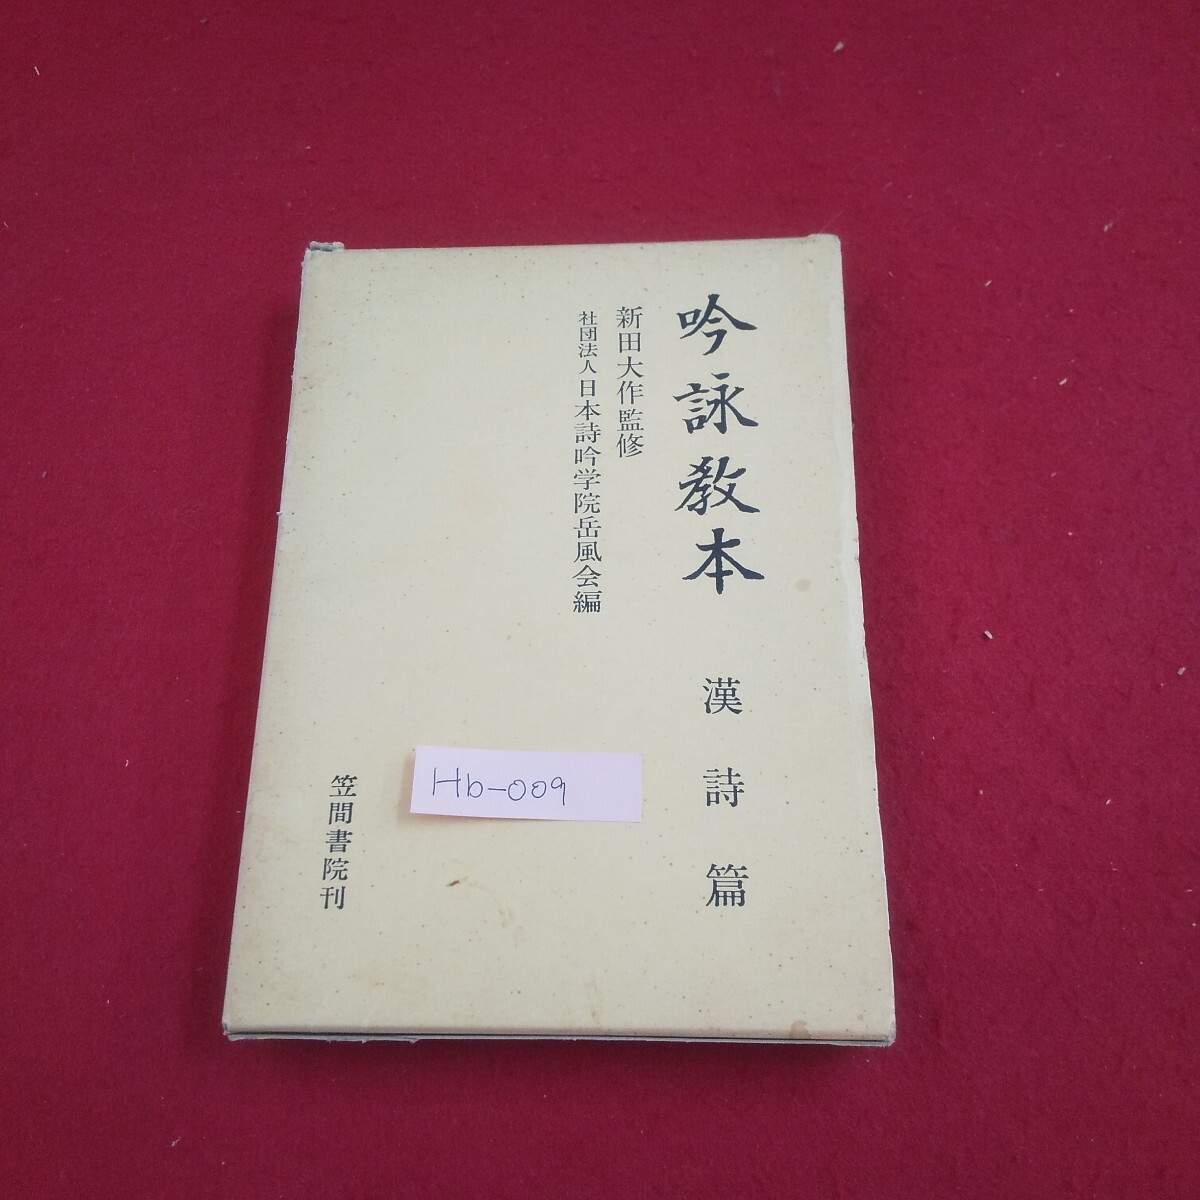 吟詠教本 漢詩篇
新田大作監修
社団法人日本詩吟学院岳風会編
笠間書院刊
Hb-009